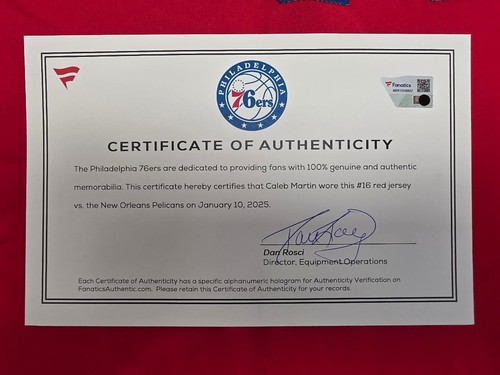 PHILADELPHIA
76ers
Fanatics
CERTIFICATE OF AUTHENTICITY
The Philadelphia 76ers are dedicated to providing fans with 100% genuine and authentic
memorabilia. This certificate hereby certifies that Caleb Martin wore this #16 red jersey
vs. the New Orleans Pelicans on January 10, 2025.
Dan Rosci
Director, Equipment Operations
Each Certificate of Authenticity has a specific alphanumeric hologram for Authenticity Verification on
FanaticsAuthentic.com. Please retain this Certificate of Authenticity for your records.